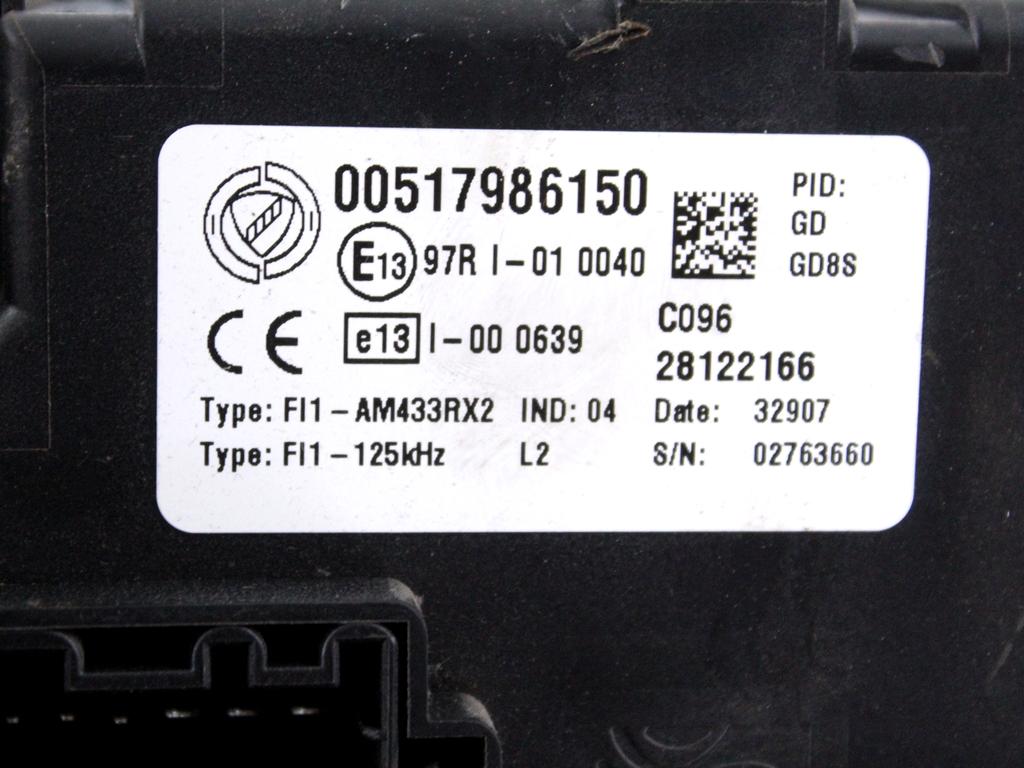 00517986150
E13 97R I-01 0040
PID:
GD
GD8S
CE e13 I-00 0639
C096
28122166
Type: FI1-AM433RX2 IND: 04 Date: 32907
Type: FI1-125kHz L2 S/N: 02763660